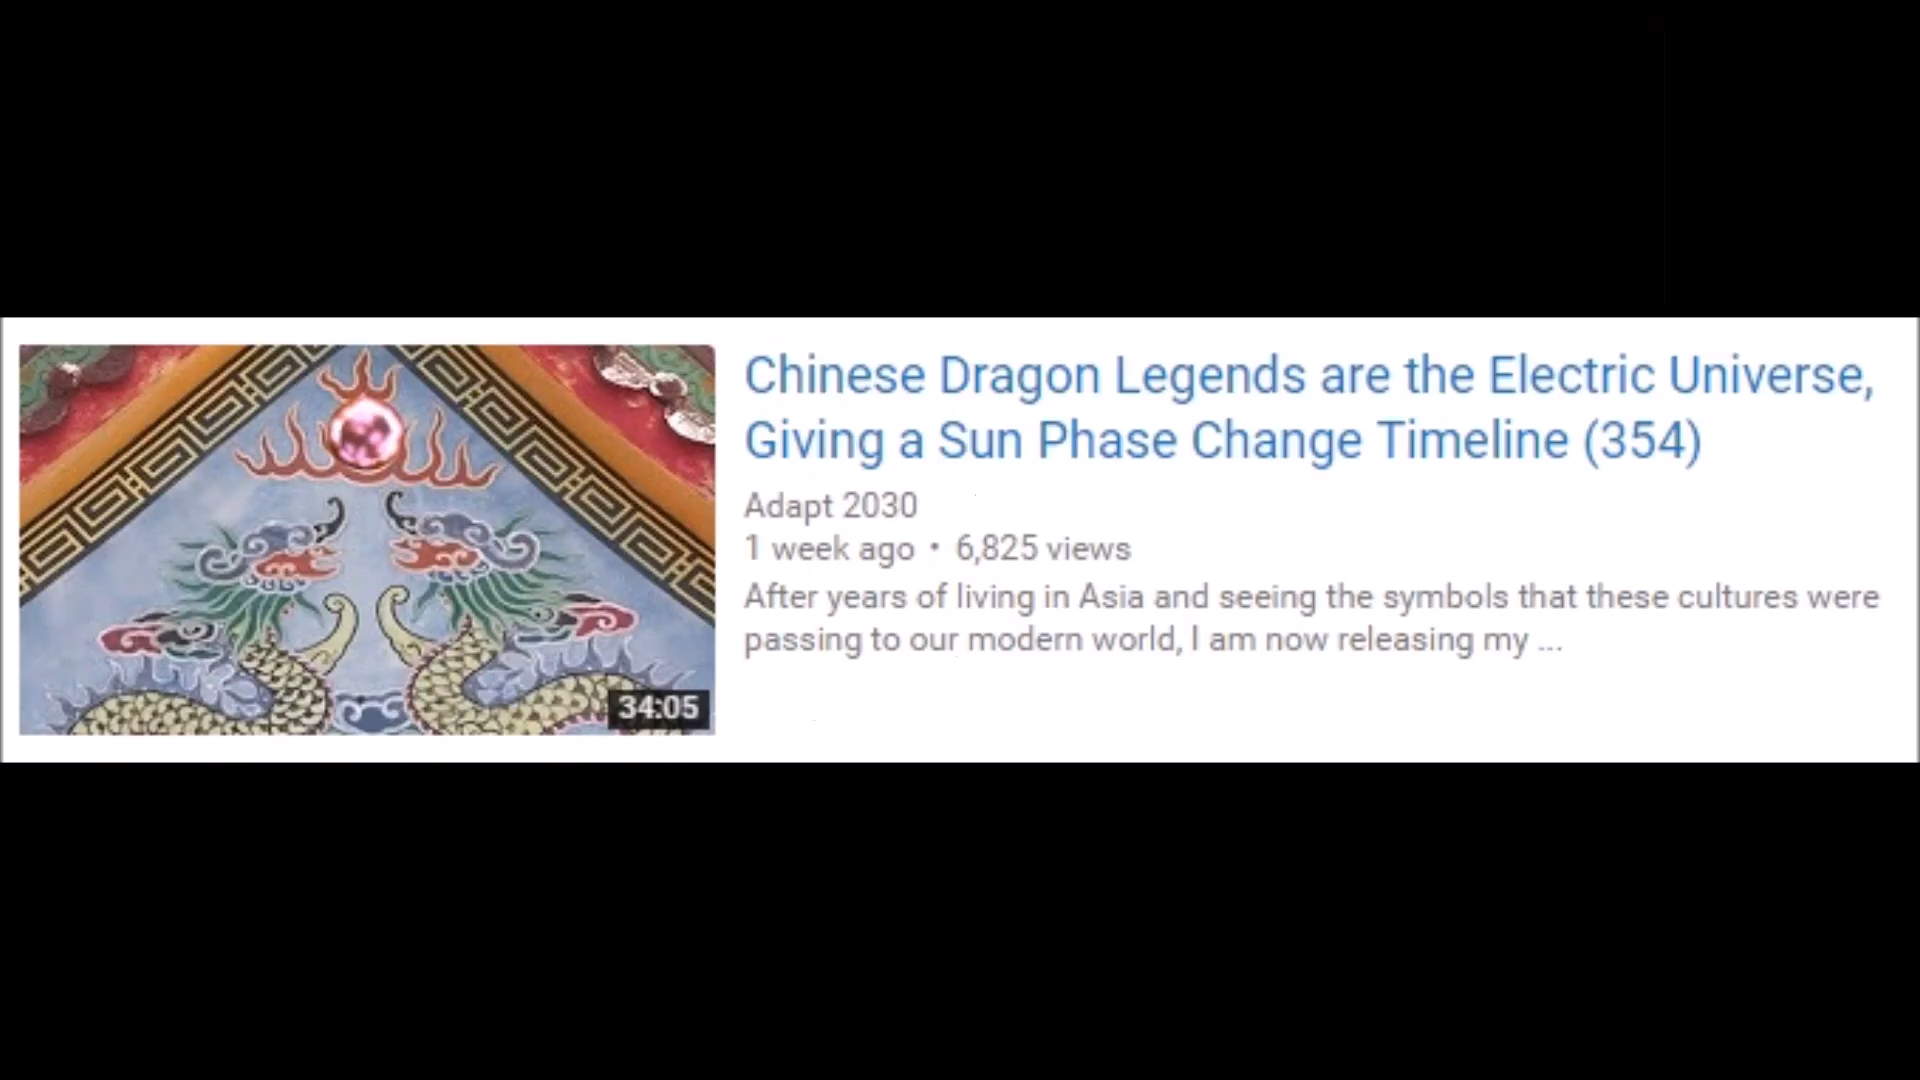 Chinese Dragon Legends are the Electric Universe,
Giving a Sun Phase Change Timeline (354)
Adapt 2030
1 week ago • 6,825 views
After years of living in Asia and seeing the symbols that these cultures were
passing to our modern world, I am now releasing my ...
34:05